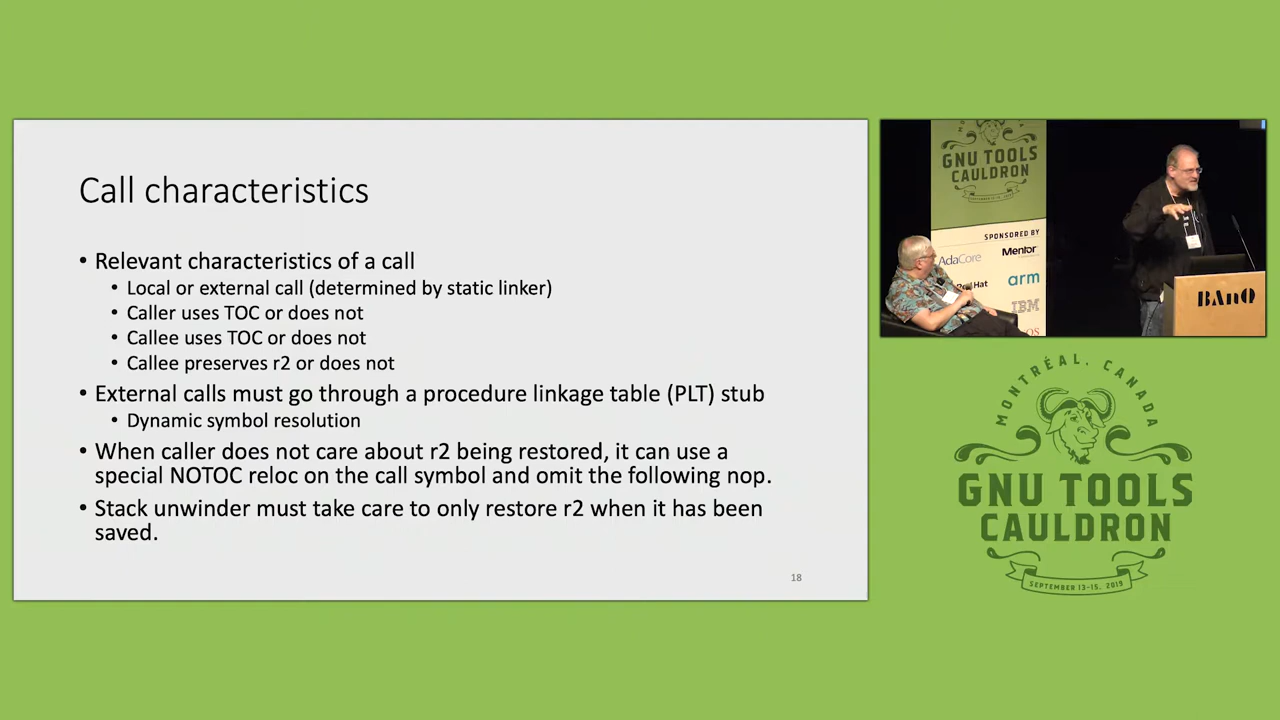 Call characteristics
• Relevant characteristics of a call
• Local or external call (determined by static linker)
• Caller uses TOC or does not
• Callee uses TOC or does not
• Callee preserves r2 or does not
• External calls must go through a procedure linkage table (PLT) stub
• Dynamic symbol resolution
• When caller does not care about r2 being restored, it can use a
special NOTOC reloc on the call symbol and omit the following nop.
• Stack unwinder must take care to only restore r2 when it has been
saved.
18
GNU TOOLS
CAULDRON
SPONSORED BY
AdaCore
Mentor
Hat
arm
IBM
BAnQ
MONTRÉAL, CANADA
GNU TOOLS
CAULDRON
SEPTEMBER 13-15, 2019